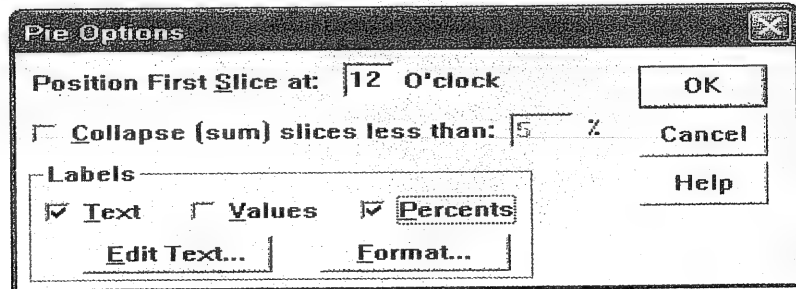 Pie Options
Position First Slice at: 12 O'clock
OK
Collapse (sum) slices less than: 5 %
Cancel
Labels
Help
Text Values Percents
Edit Text... Format...